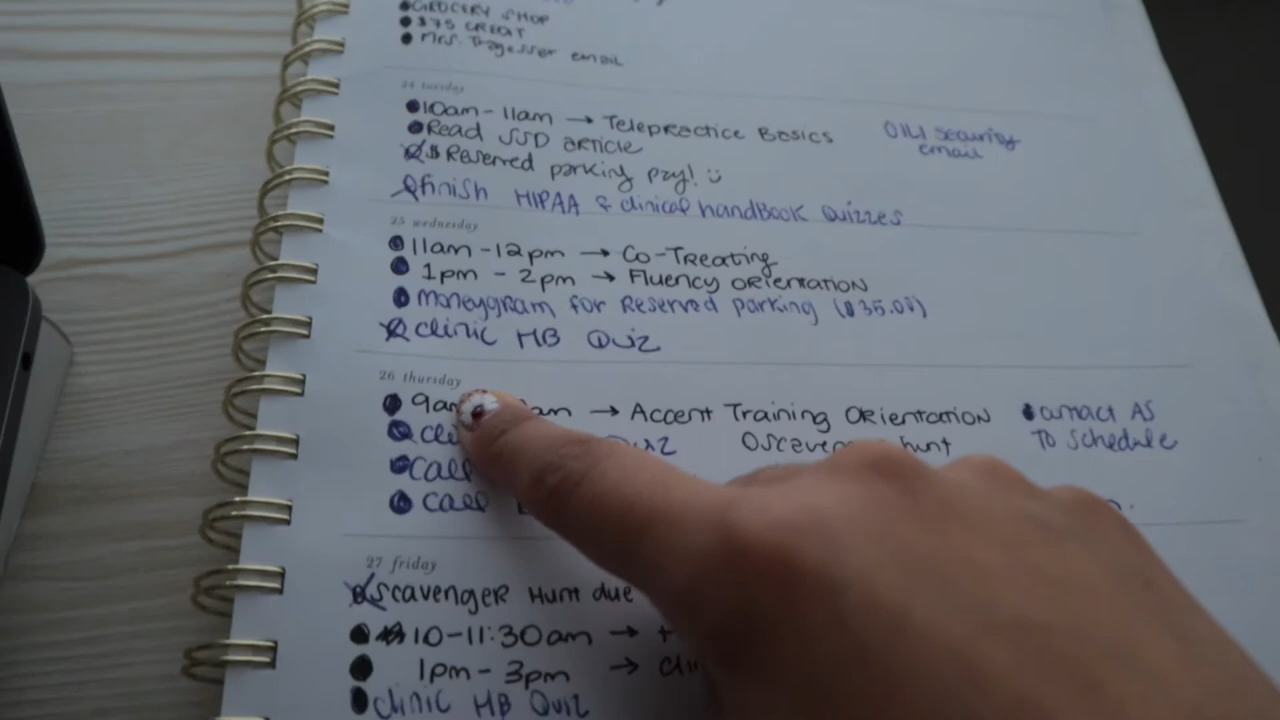 GROCERY SHOP
$75 CREDIT
Mrs. Tragesser email
24 tuesday
10am - 11am → Telepractice Basics
Read SSD article
$ Reserved parking pay! :)
finish HIPAA & clinical handBook Quizzes
security email
25 wednesday
11am - 12pm → Co-Treating
1pm - 2pm → Fluency orientation
moneygram for Reserved parking ($35.08)
clinic HB Quiz
26 thursday
9am → Accent Training Orientation
scavenger hunt
contact AS
To schedule
call
call
27 friday
scavenger Hunt due
10-11:30am →
1pm - 3pm →
clinic HB Quiz